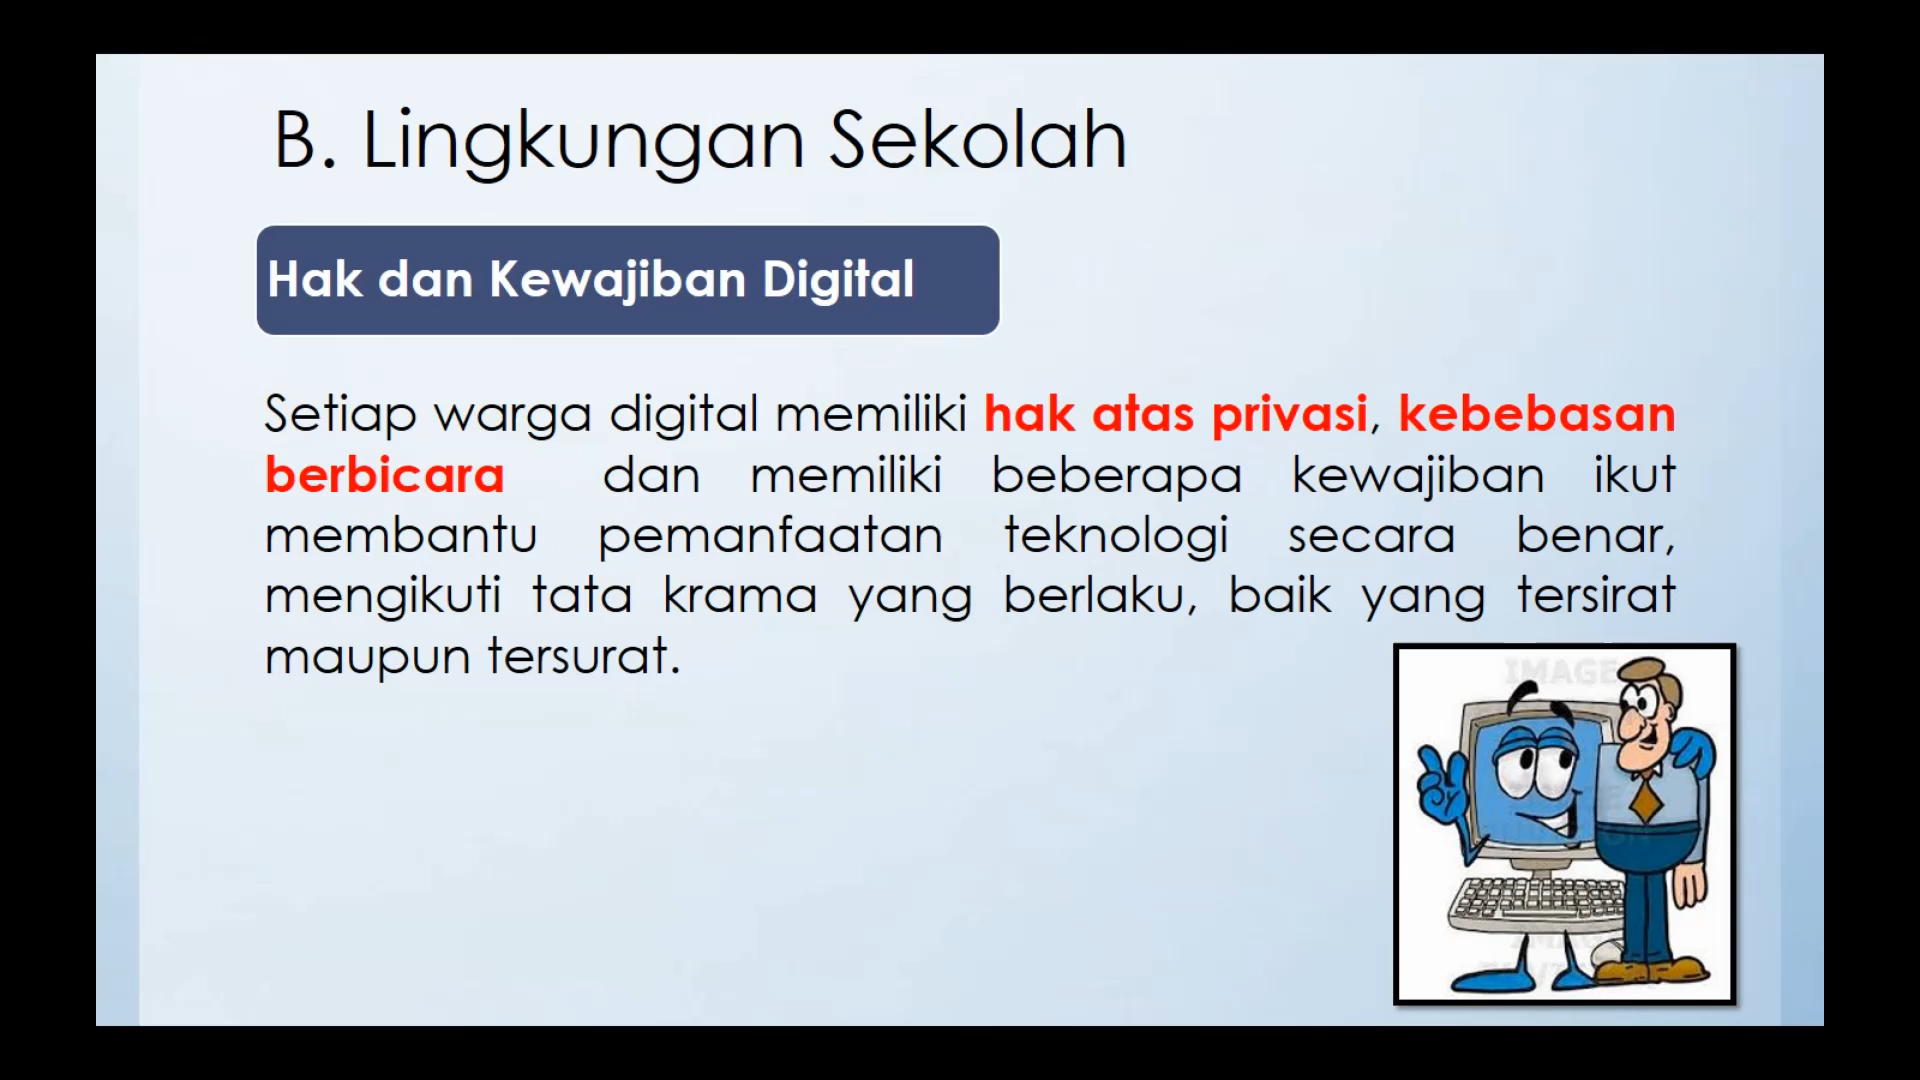 B. Lingkungan Sekolah
Hak dan Kewajiban Digital
Setiap warga digital memiliki hak atas privasi, kebebasan
berbicara dan memiliki beberapa kewajiban ikut
membantu pemanfaatan teknologi secara benar,
mengikuti tata krama yang berlaku, baik yang tersirat
maupun tersurat.
IMAGE